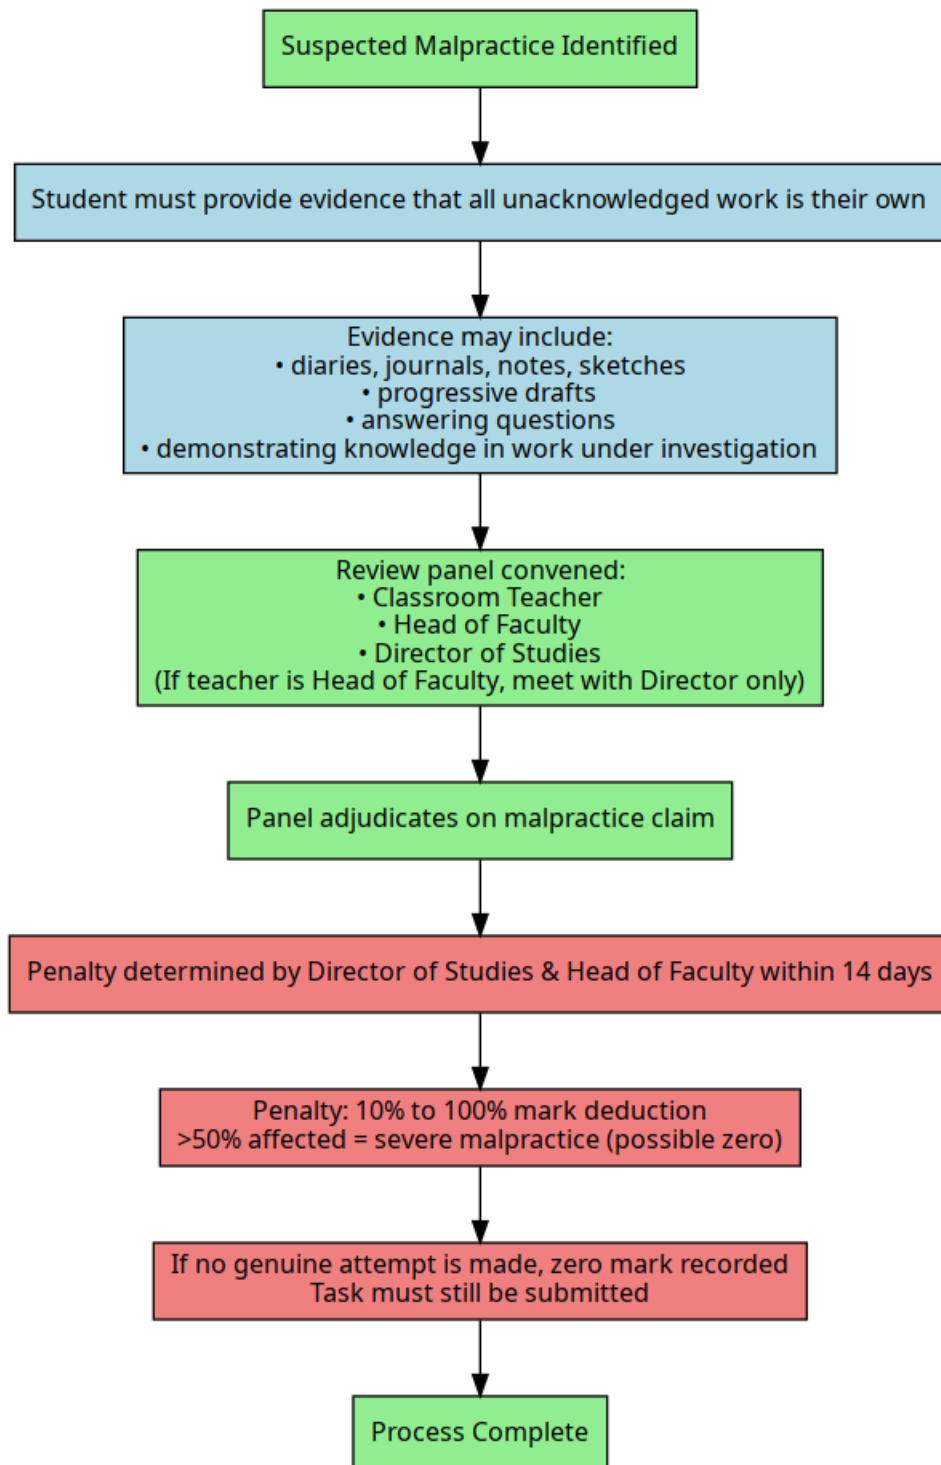 Suspected Malpractice Identified
Student must provide evidence that all unacknowledged work is their own
Evidence may include:
• diaries, journals, notes, sketches
• progressive drafts
• answering questions
• demonstrating knowledge in work under investigation
Review panel convened:
• Classroom Teacher
• Head of Faculty
• Director of Studies
(If teacher is Head of Faculty, meet with Director only)
Panel adjudicates on malpractice claim
Penalty determined by Director of Studies & Head of Faculty within 14 days
Penalty: 10% to 100% mark deduction
>50% affected = severe malpractice (possible zero)
If no genuine attempt is made, zero mark recorded
Task must still be submitted
Process Complete